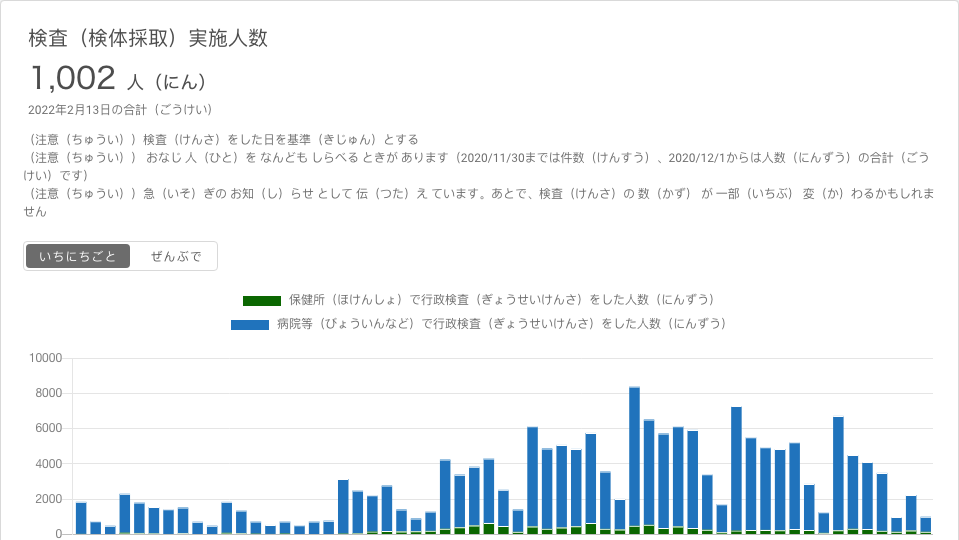 検査（検体採取）実施人数
1,002 人（にん）
2022年2月13日の合計（ごうけい）
（注意（ちゅうい））検査（けんさ）をした日を基準（きじゅん）とする
（注意（ちゅうい）） おなじ 人（ひと）を なんども しらべる ときが あります（2020/11/30までは件数（けんすう）、2020/12/1からは人数（にんずう）の合計（ごう
けい）です）
（注意（ちゅうい））急（いそ）ぎの お知（し）らせ として 伝（つた）え ています。あとで、検査（けんさ）の 数（かず） が 一部（いちぶ） 変（か）わるかもしれま
せん
いちにちごと ぜんぶで
保健所（ほけんしょ）で行政検査（ぎょうせいけんさ）をした人数（にんずう）
病院等（びょういんなど）で行政検査（ぎょうせいけんさ）をした人数（にんずう）
10000
8000
6000
4000
2000
0